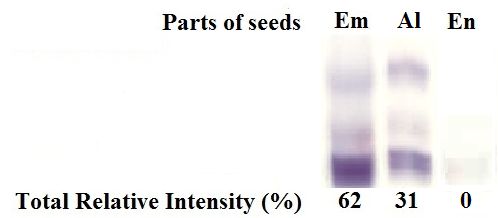 Parts of seeds Em Al En
Total Relative Intensity (%) 62 31 0